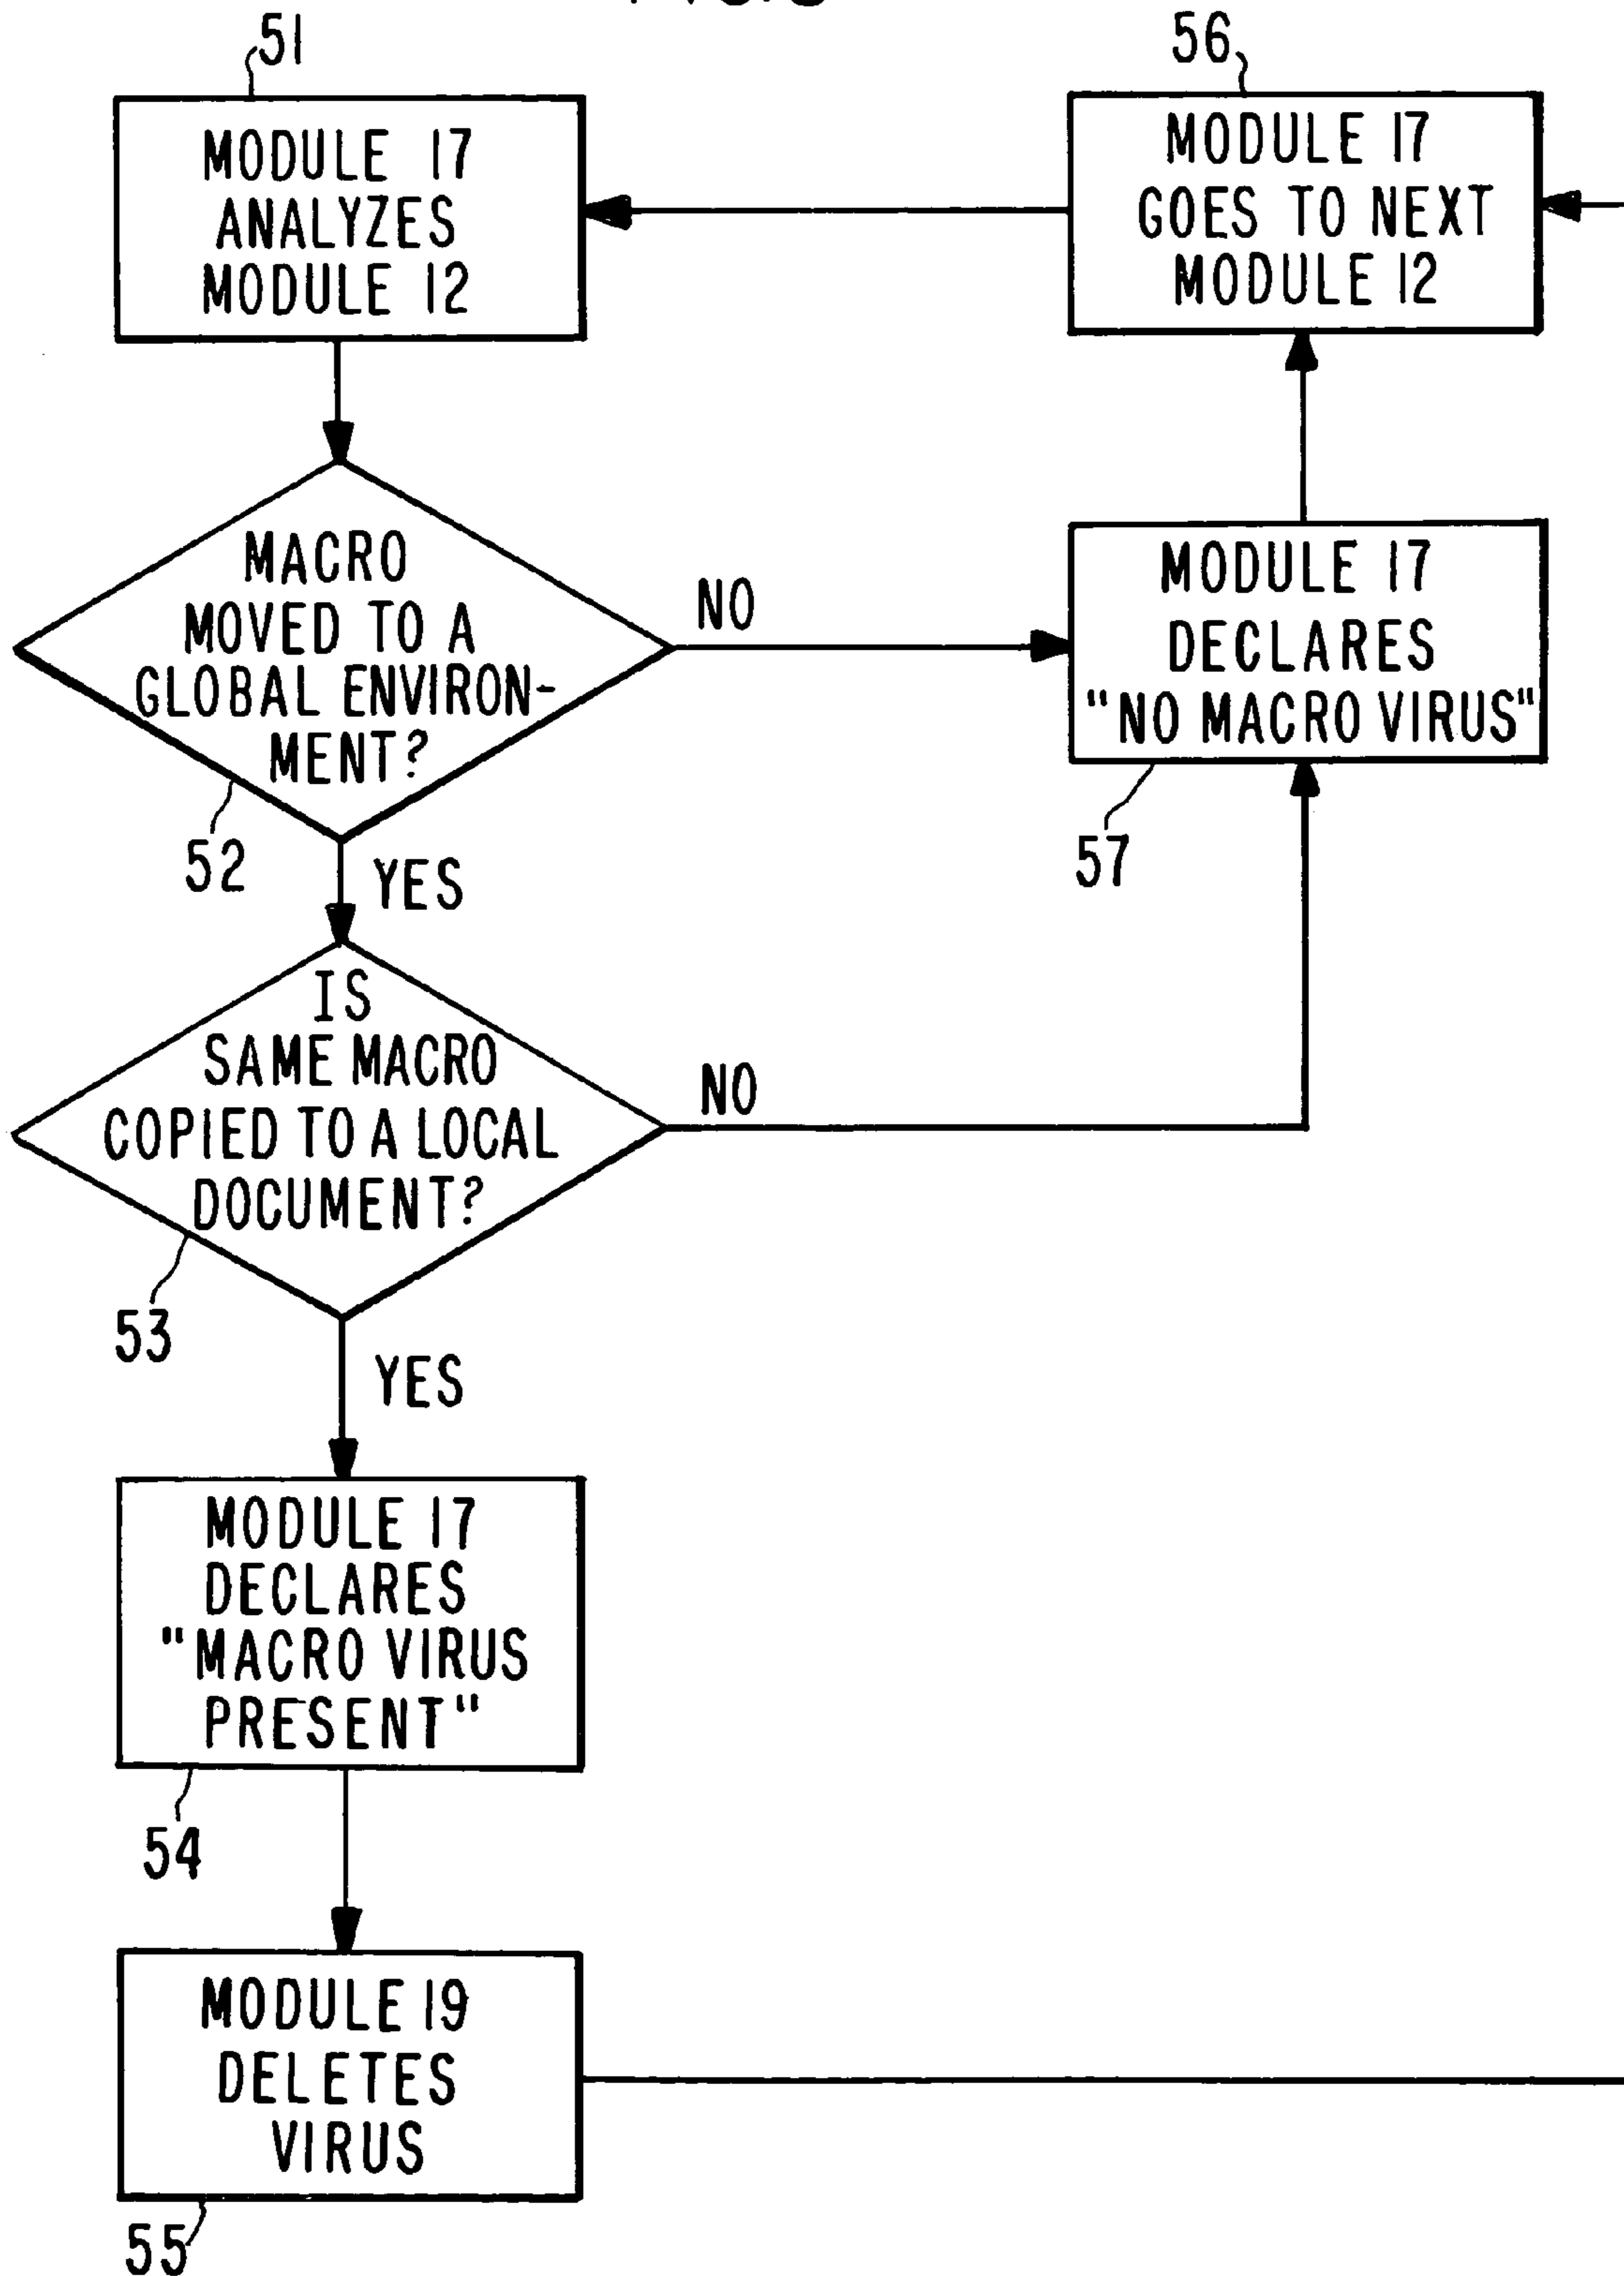 51
MODULE 17
ANALYZES
MODULE 12
56
MODULE 17
GOES TO NEXT
MODULE 12
MACRO
MOVED TO A
GLOBAL ENVIRON-
MENT?
52
NO
YES
MODULE 17
DECLARES
"NO MACRO VIRUS"
57
IS
SAME MACRO
COPIED TO A LOCAL
DOCUMENT?
53
NO
YES
MODULE 17
DECLARES
"MACRO VIRUS
PRESENT"
54
MODULE 19
DELETES
VIRUS
55